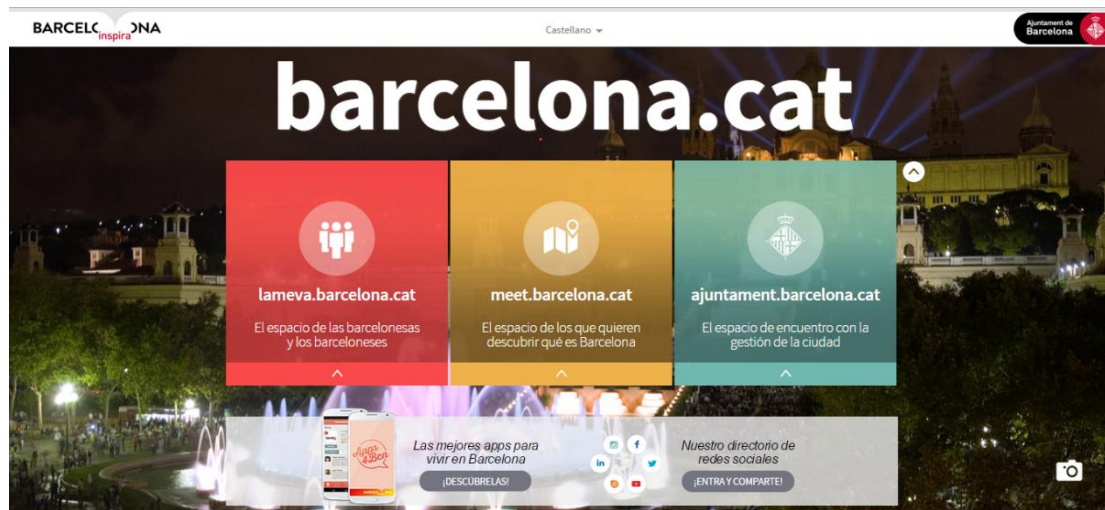 BARCELONA
inspira
Castellano
Ajuntament de
Barcelona
barcelona.cat
lameva.barcelona.cat
El espacio de las barcelonesas
y los barceloneses
meet.barcelona.cat
El espacio de los que quieren
descubrir qué es Barcelona
ajuntament.barcelona.cat
El espacio de encuentro con la
gestión de la ciudad
Apps
&Bcn
Las mejores apps para
vivir en Barcelona
¡DESCÚBRELAS!
Nuestro directorio de
redes sociales
¡ENTRA Y COMPARTE!